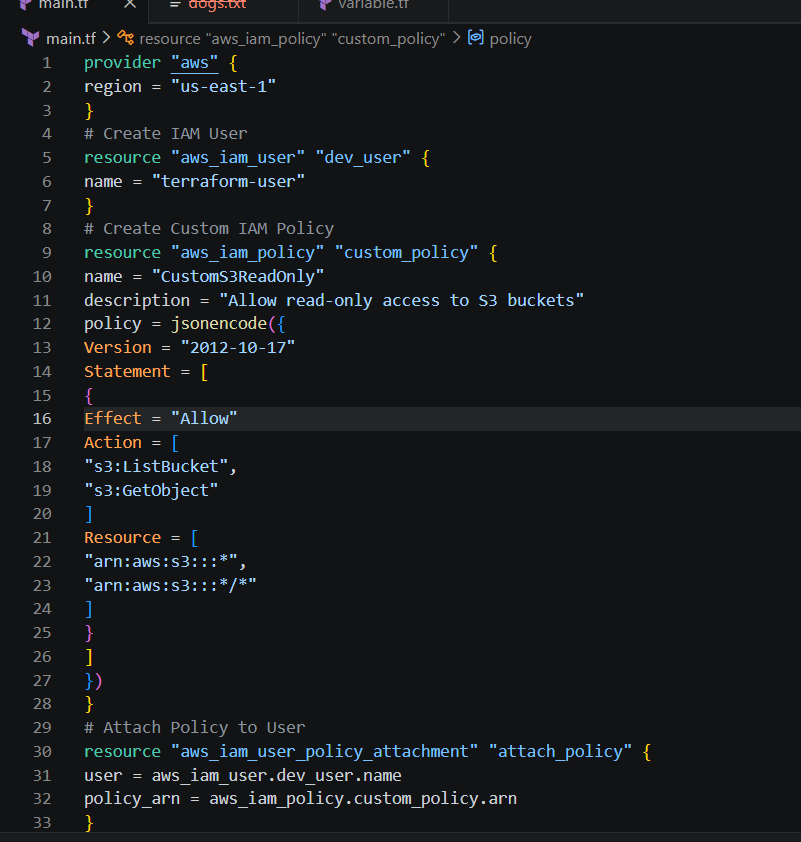 main.tf
dogs.txt
variable.tf
main.tf > resource "aws_iam_policy" "custom_policy" > policy
1 provider "aws" {
2 region = "us-east-1"
3 }
4 # Create IAM User
5 resource "aws_iam_user" "dev_user" {
6 name = "terraform-user"
7 }
8 # Create Custom IAM Policy
9 resource "aws_iam_policy" "custom_policy" {
10 name = "CustomS3ReadOnly"
11 description = "Allow read-only access to S3 buckets"
12 policy = jsonencode({
13 Version = "2012-10-17"
14 Statement = [
15 {
16 Effect = "Allow"
17 Action = [
18 "s3:ListBucket",
19 "s3:GetObject"
20 ]
21 Resource = [
22 "arn:aws:s3:::*",
23 "arn:aws:s3:::*/*"
24 ]
25 }
26 ]
27 })
28 }
29 # Attach Policy to User
30 resource "aws_iam_user_policy_attachment" "attach_policy" {
31 user = aws_iam_user.dev_user.name
32 policy_arn = aws_iam_policy.custom_policy.arn
33 }